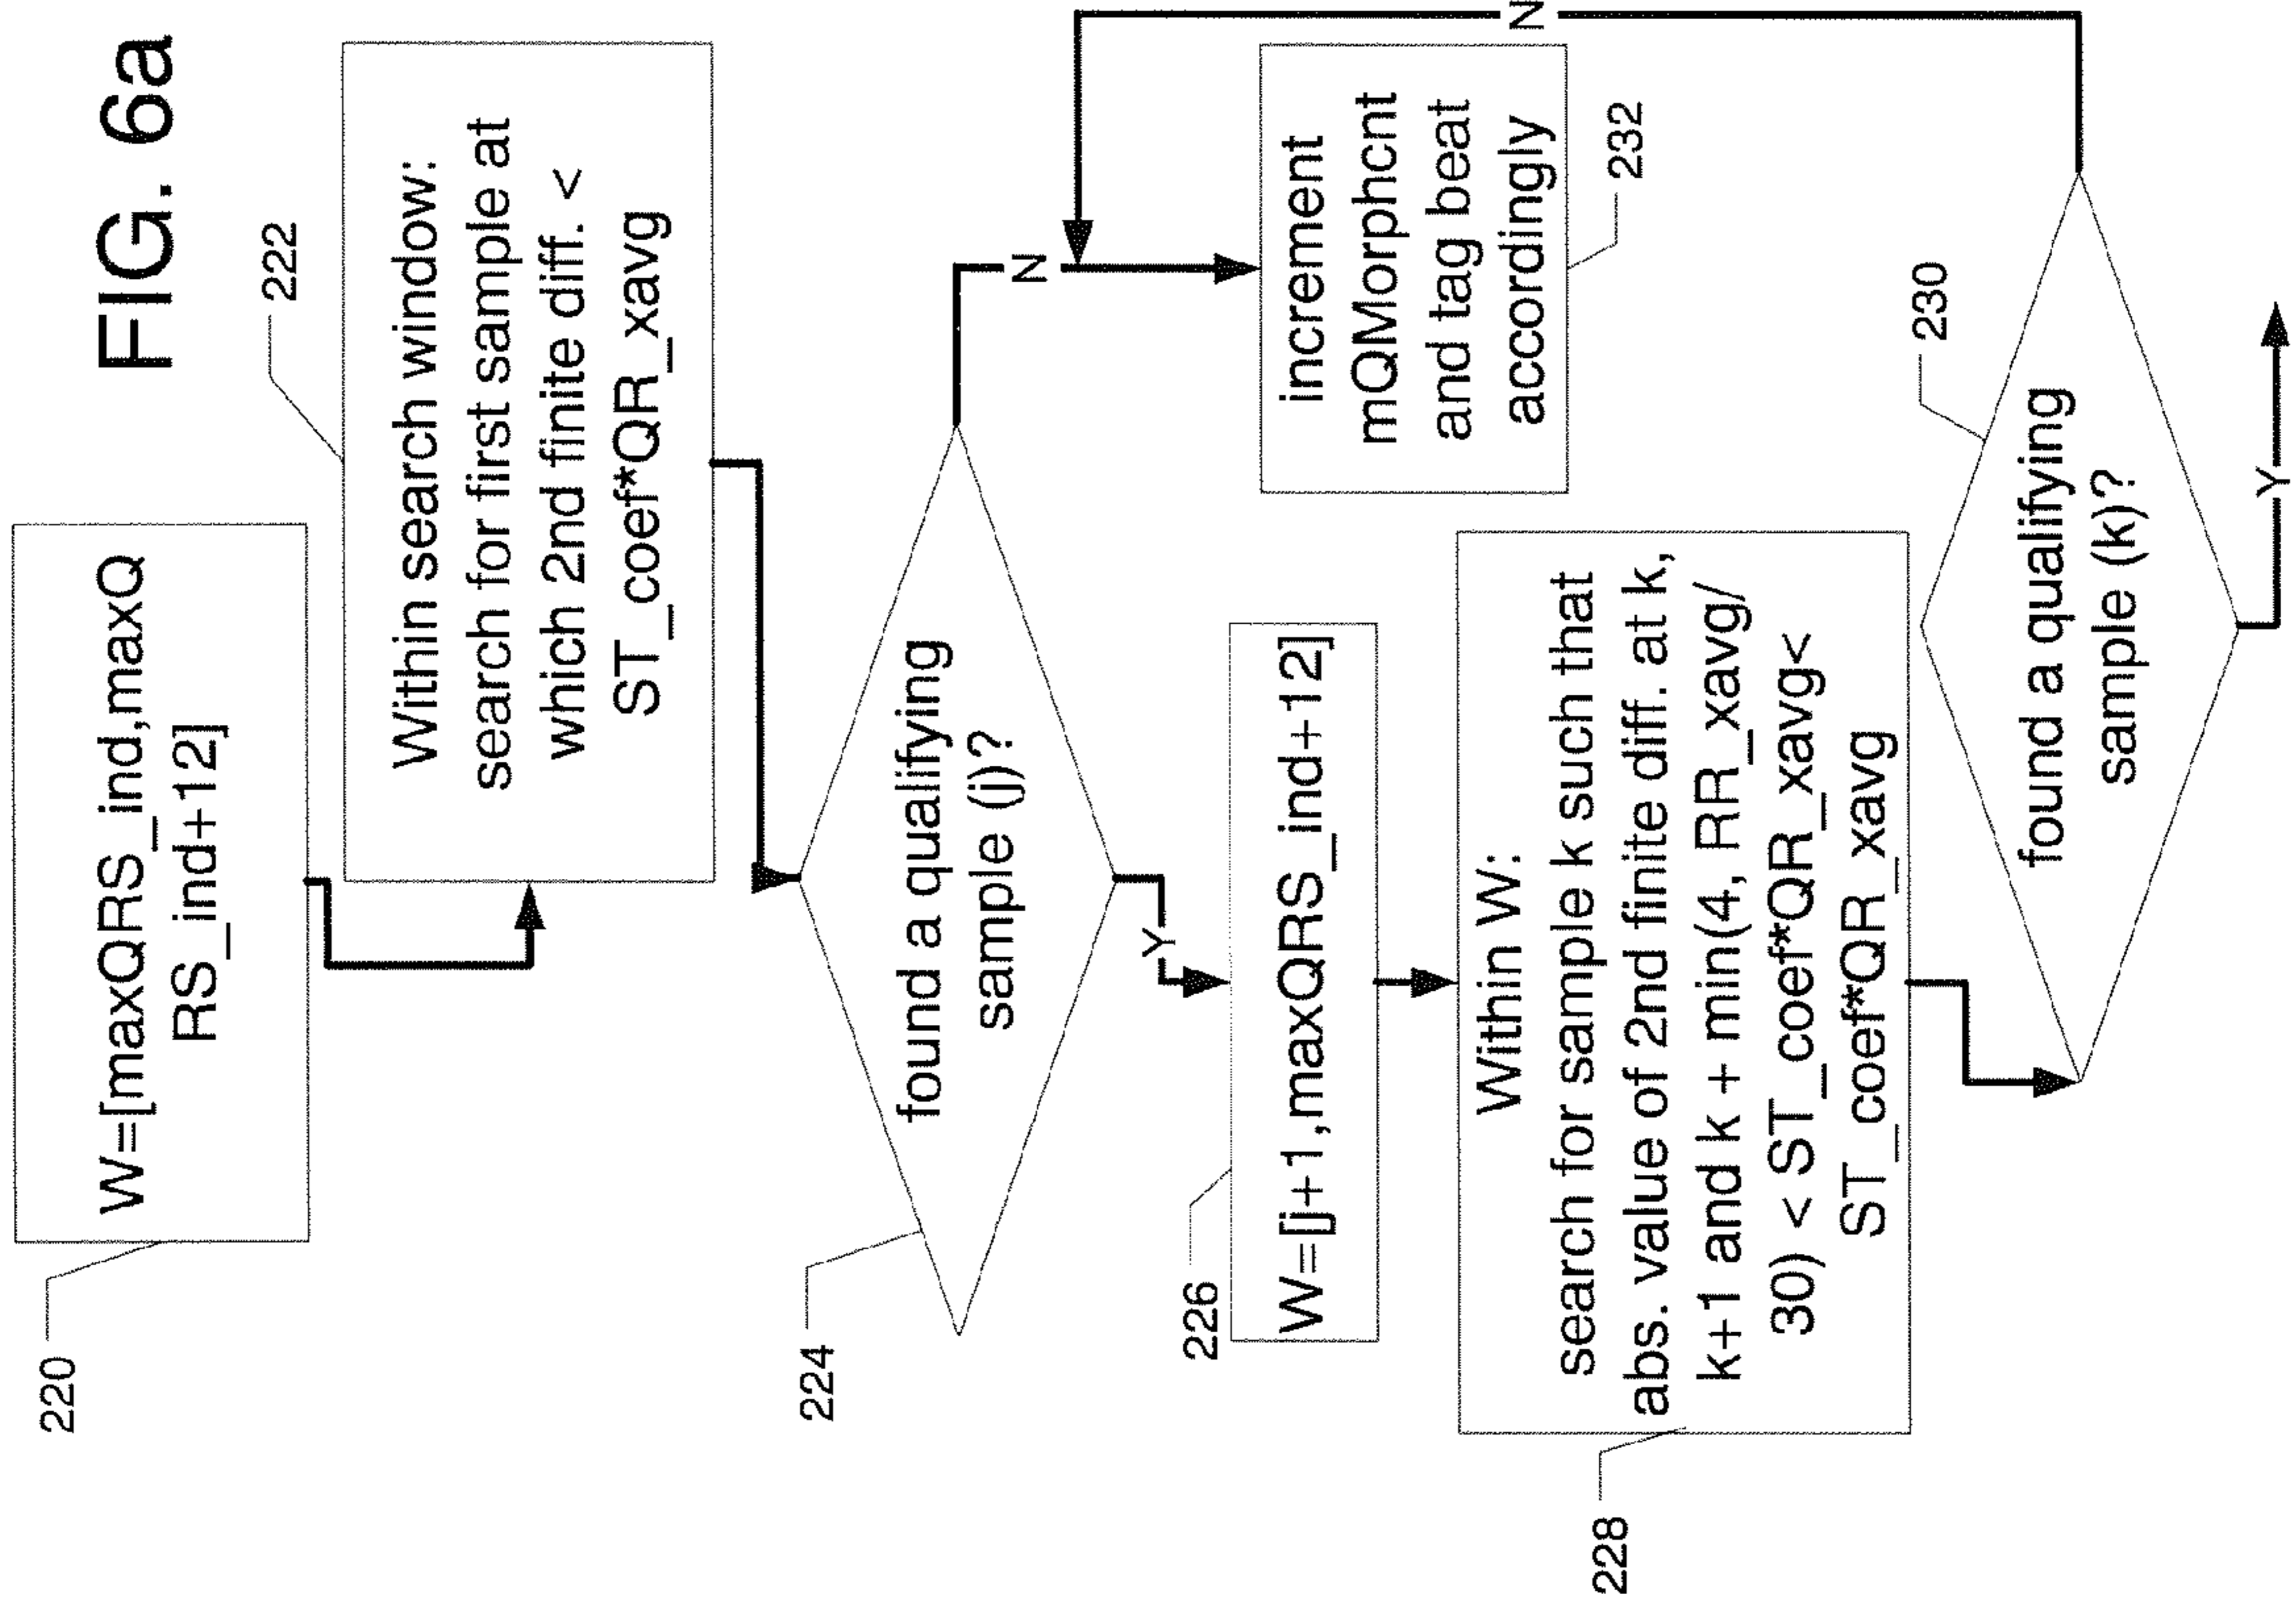 FIG. 6a
220
W=[maxQRS_ind,maxQ
RS_ind+12]
222
Within search window:
search for first sample at
which 2nd finite diff. <
ST_coef*QR_xavg
224
found a qualifying
sample (j)?
N
Y
226
W=[j+1,maxQRS_ind+12]
increment
mQMorphcnt
and tag beat
accordingly
232
228
Within W:
search for sample k such that
abs. value of 2nd finite diff. at k,
k+1 and k + min(4, RR_xavg/
30) < ST_coef*QR_xavg<
ST_coef*QR_xavg
N
230
found a qualifying
sample (k)?
Y